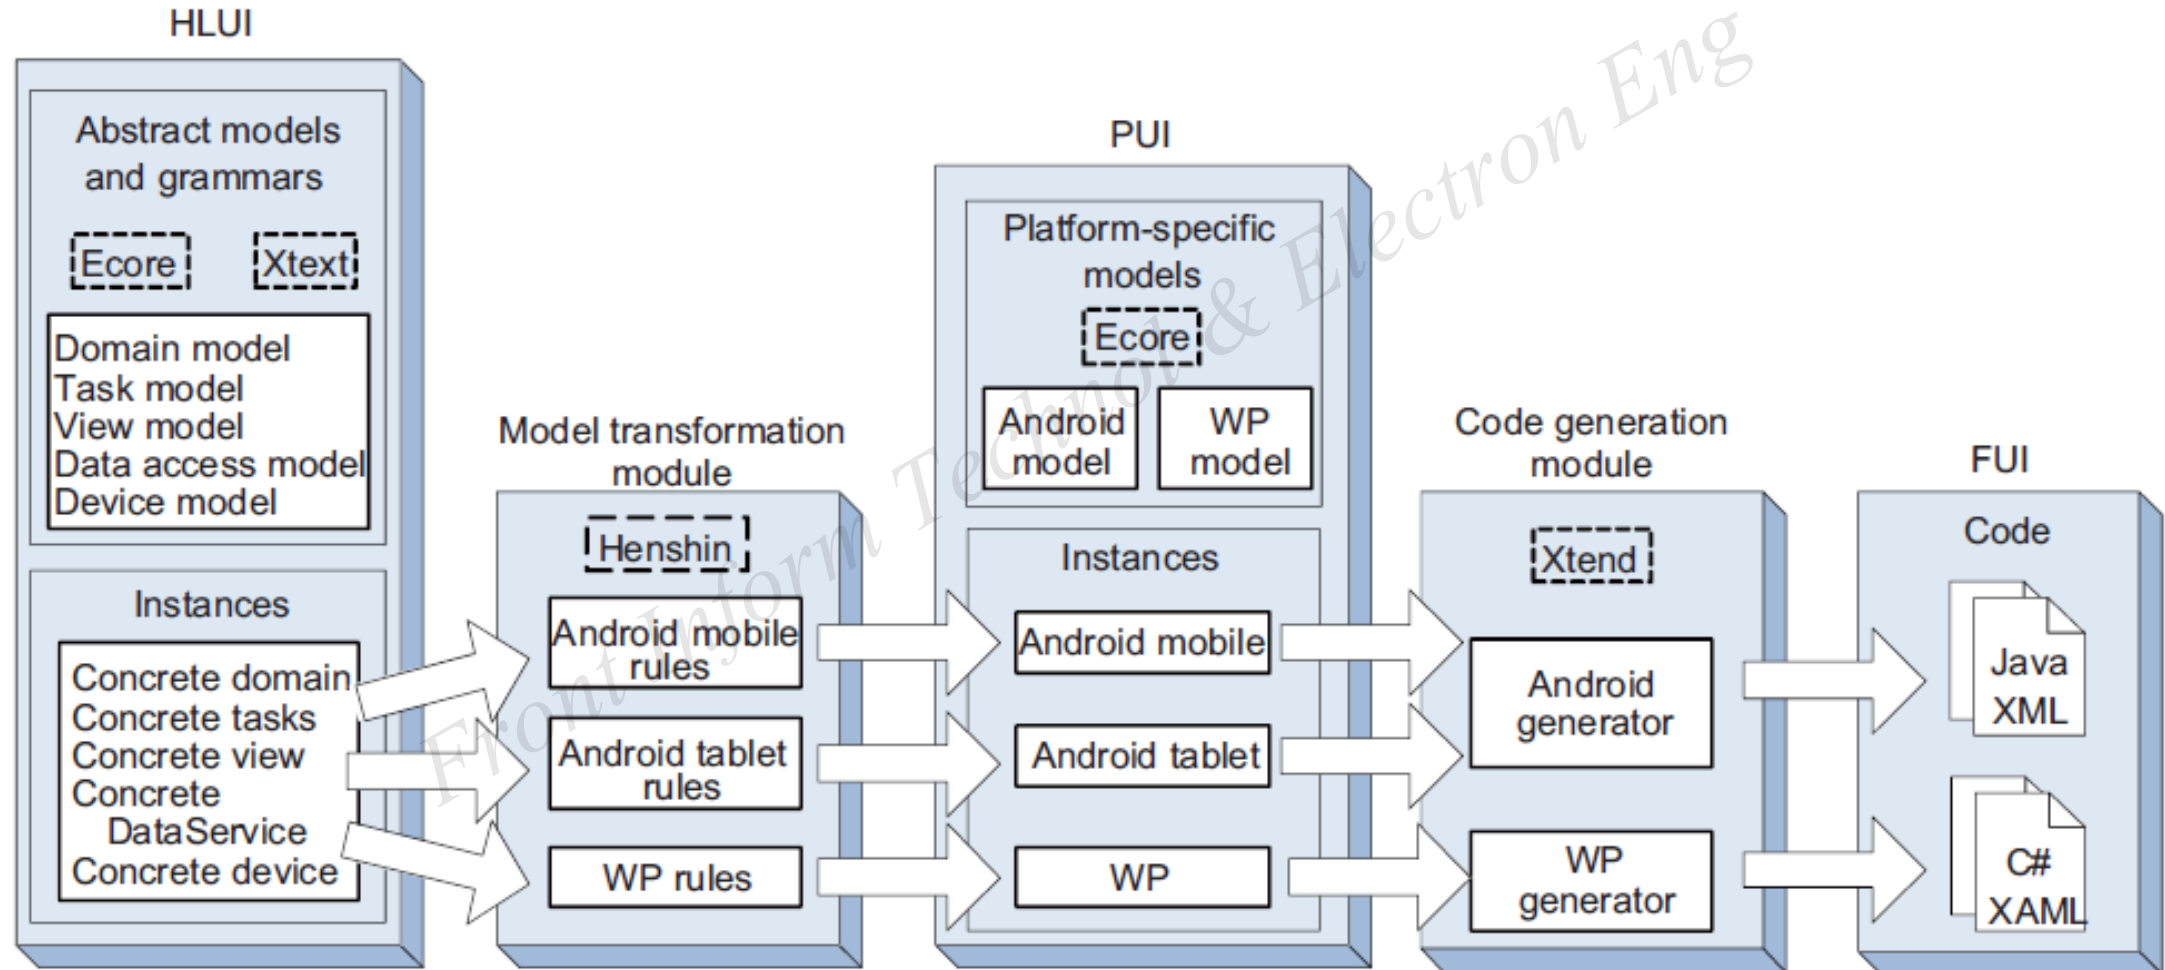 HLUI
Abstract models
and grammars
Ecore
Xtext
Domain model
Task model
View model
Data access model
Device model
Instances
Concrete domain
Concrete tasks
Concrete view
Concrete
DataService
Concrete device
Model transformation
module
Henshin
Android mobile
rules
Android tablet
rules
WP rules
PUI
Platform-specific
models
Ecore
Android
model
WP
model
Instances
Android mobile
Android tablet
WP
Code generation
module
Xtend
Android
generator
WP
generator
FUI
Code
Java
XML
C#
XAML
Front Inform Technol & Electron Eng